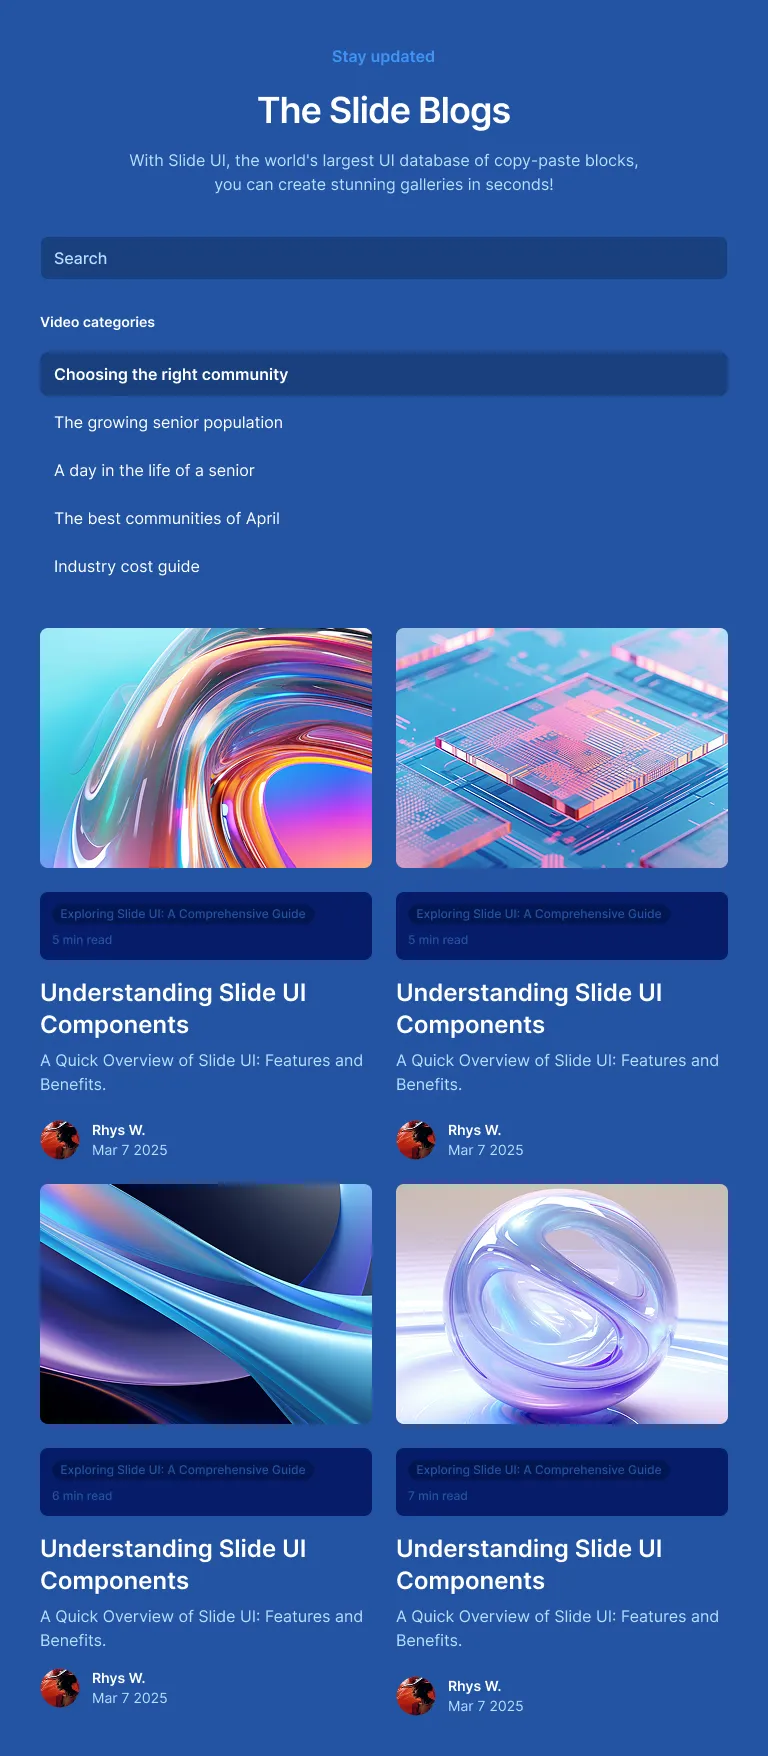 Stay updated
The Slide Blogs
With Slide UI, the world's largest UI database of copy-paste blocks,
you can create stunning galleries in seconds!
Search
Video categories
Choosing the right community
The growing senior population
A day in the life of a senior
The best communities of April
Industry cost guide
Exploring Slide UI: A Comprehensive Guide
5 min read
Understanding Slide UI
Components
A Quick Overview of Slide UI: Features and
Benefits.
Rhys W.
Mar 7 2025
Exploring Slide UI: A Comprehensive Guide
5 min read
Understanding Slide UI
Components
A Quick Overview of Slide UI: Features and
Benefits.
Rhys W.
Mar 7 2025
Exploring Slide UI: A Comprehensive Guide
6 min read
Understanding Slide UI
Components
A Quick Overview of Slide UI: Features and
Benefits.
Rhys W.
Mar 7 2025
Exploring Slide UI: A Comprehensive Guide
7 min read
Understanding Slide UI
Components
A Quick Overview of Slide UI: Features and
Benefits.
Rhys W.
Mar 7 2025